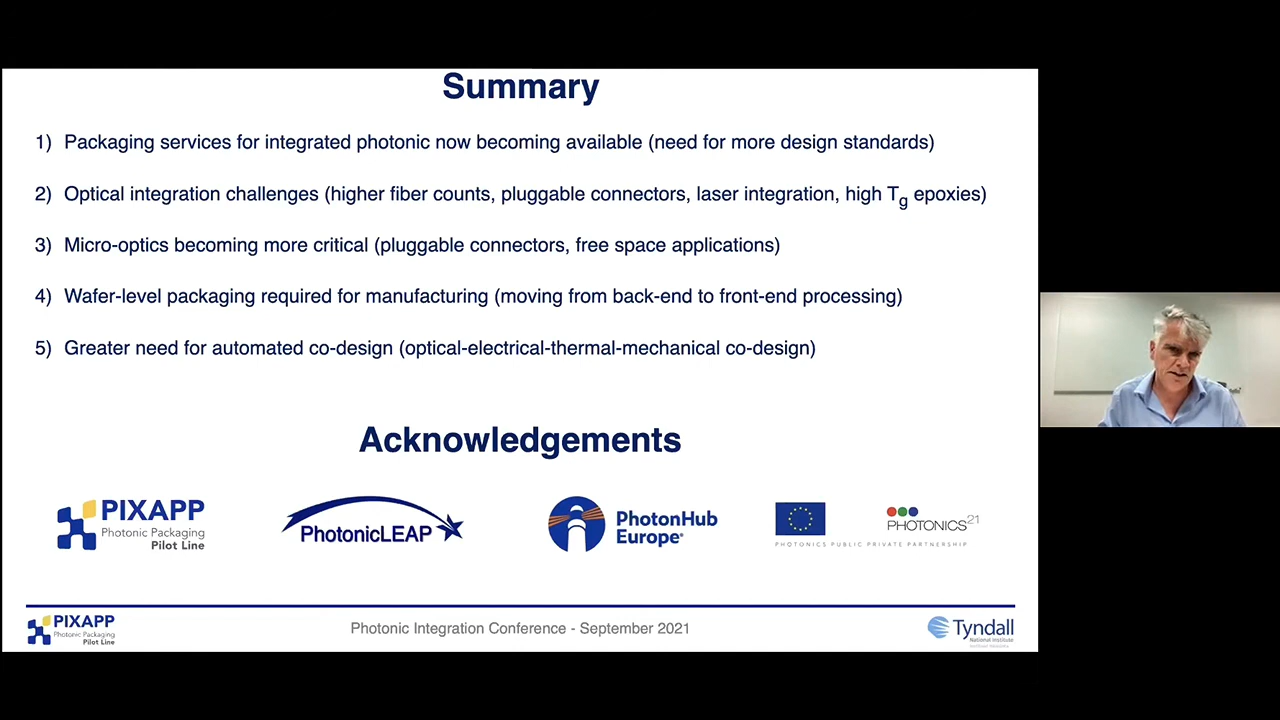 Summary
1) Packaging services for integrated photonic now becoming available (need for more design standards)
2) Optical integration challenges (higher fiber counts, pluggable connectors, laser integration, high Tg epoxies)
3) Micro-optics becoming more critical (pluggable connectors, free space applications)
4) Wafer-level packaging required for manufacturing (moving from back-end to front-end processing)
5) Greater need for automated co-design (optical-electrical-thermal-mechanical co-design)
Acknowledgements
PIXAPP
Photonic Packaging
Pilot Line
PhotonicLEAP
PhotonHub
Europe
PHOTONICS21
PHOTONICS PUBLIC PRIVATE PARTNERSHIP
PIXAPP
Photonic Packaging
Pilot Line
Photonic Integration Conference - September 2021
Tyndall
National Institute